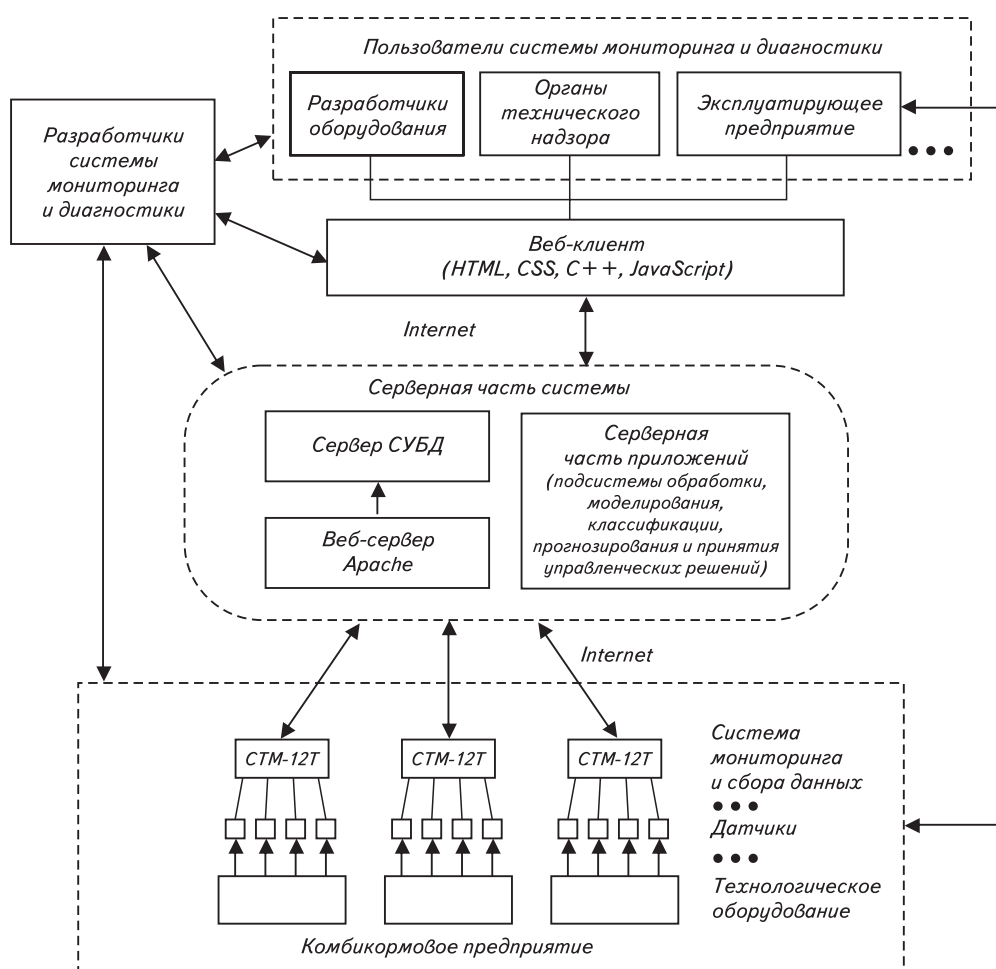 Пользователи системы мониторинга и диагностики
Разработчики
оборудования
Органы
технического
надзора
Эксплуатирующее
предприятие
Разработчики
системы
мониторинга
и диагностики
Веб-клиент
(HTML, CSS, C++, JavaScript)
Internet
Серверная часть системы
Сервер СУБД
Веб-сервер
Apache
Серверная
часть приложений
(подсистемы обработки,
моделирования,
классификации,
прогнозирования и принятия
управленческих решений)
Internet
СТМ-12Т
СТМ-12Т
СТМ-12Т
Система
мониторинга
и сбора данных
Датчики
Технологическое
оборудование
Комбикормовое предприятие